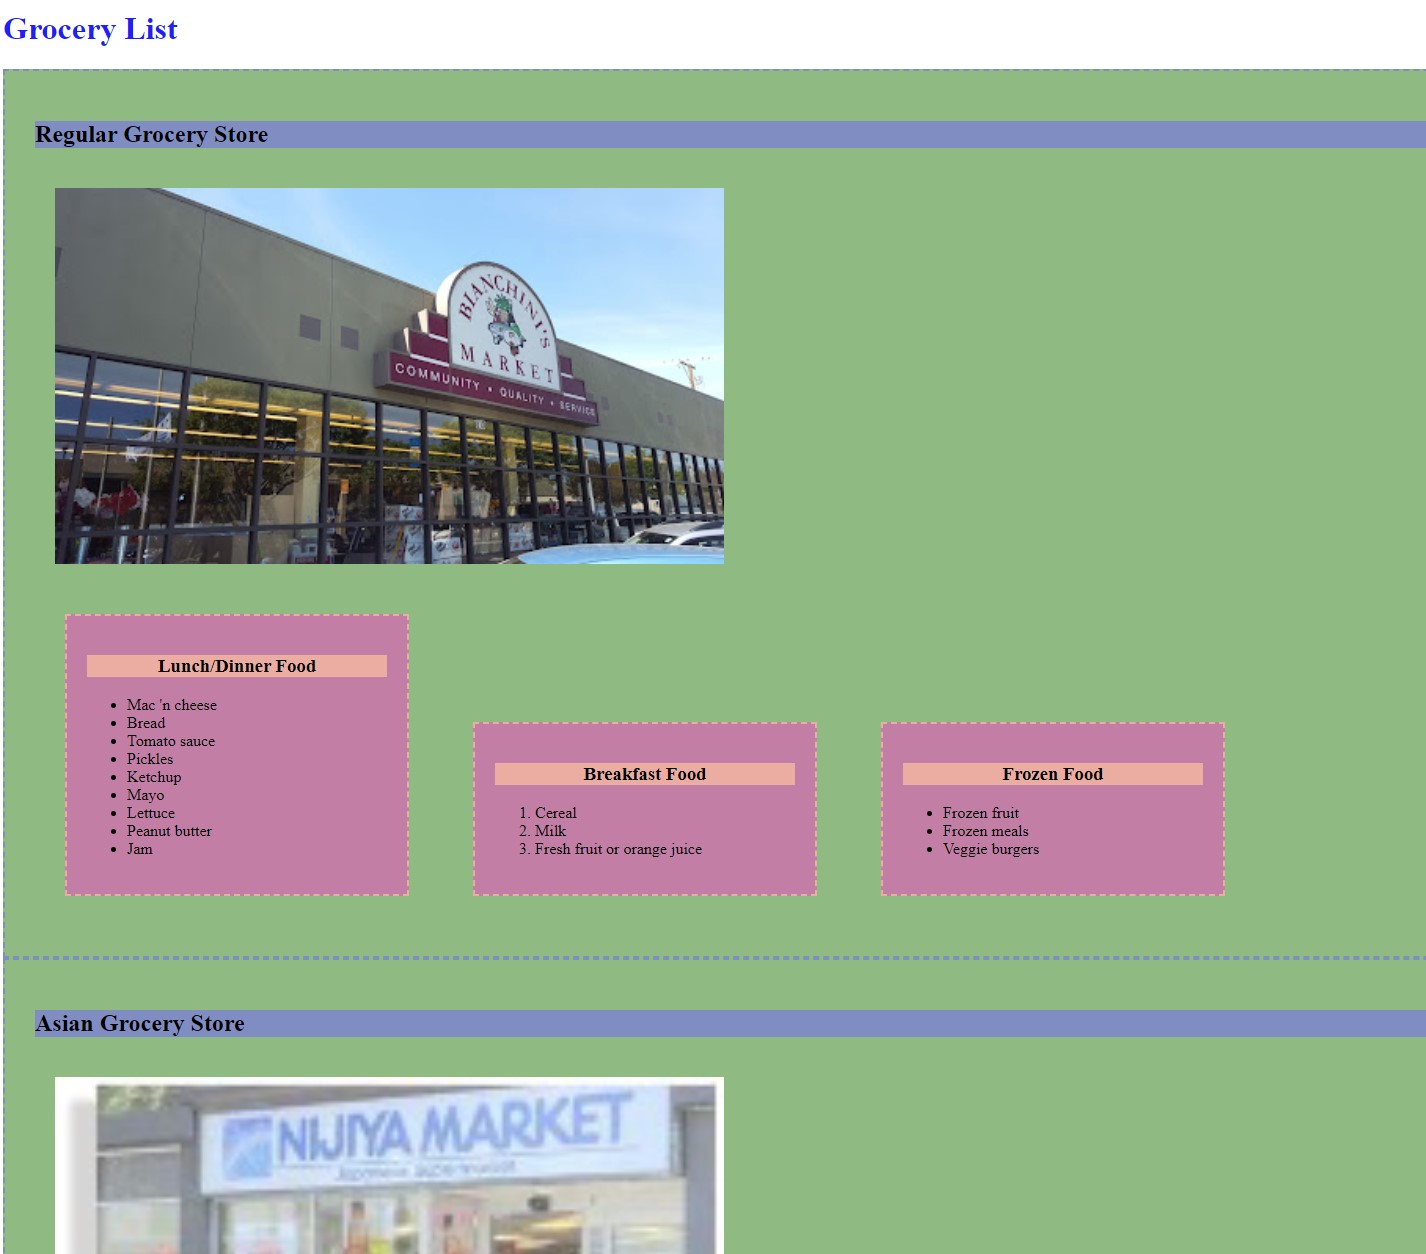 Grocery List
Regular Grocery Store
BIANCHINI'S
MARKET
COMMUNITY • QUALITY • SERVICE
Lunch/Dinner Food
Mac 'n cheese
Bread
Tomato sauce
Pickles
Ketchup
Mayo
Lettuce
Peanut butter
Jam
Breakfast Food
1. Cereal
2. Milk
3. Fresh fruit or orange juice
Frozen Food
Frozen fruit
Frozen meals
Veggie burgers
Asian Grocery Store
NIJIYA MARKET
Japanese Supermarket